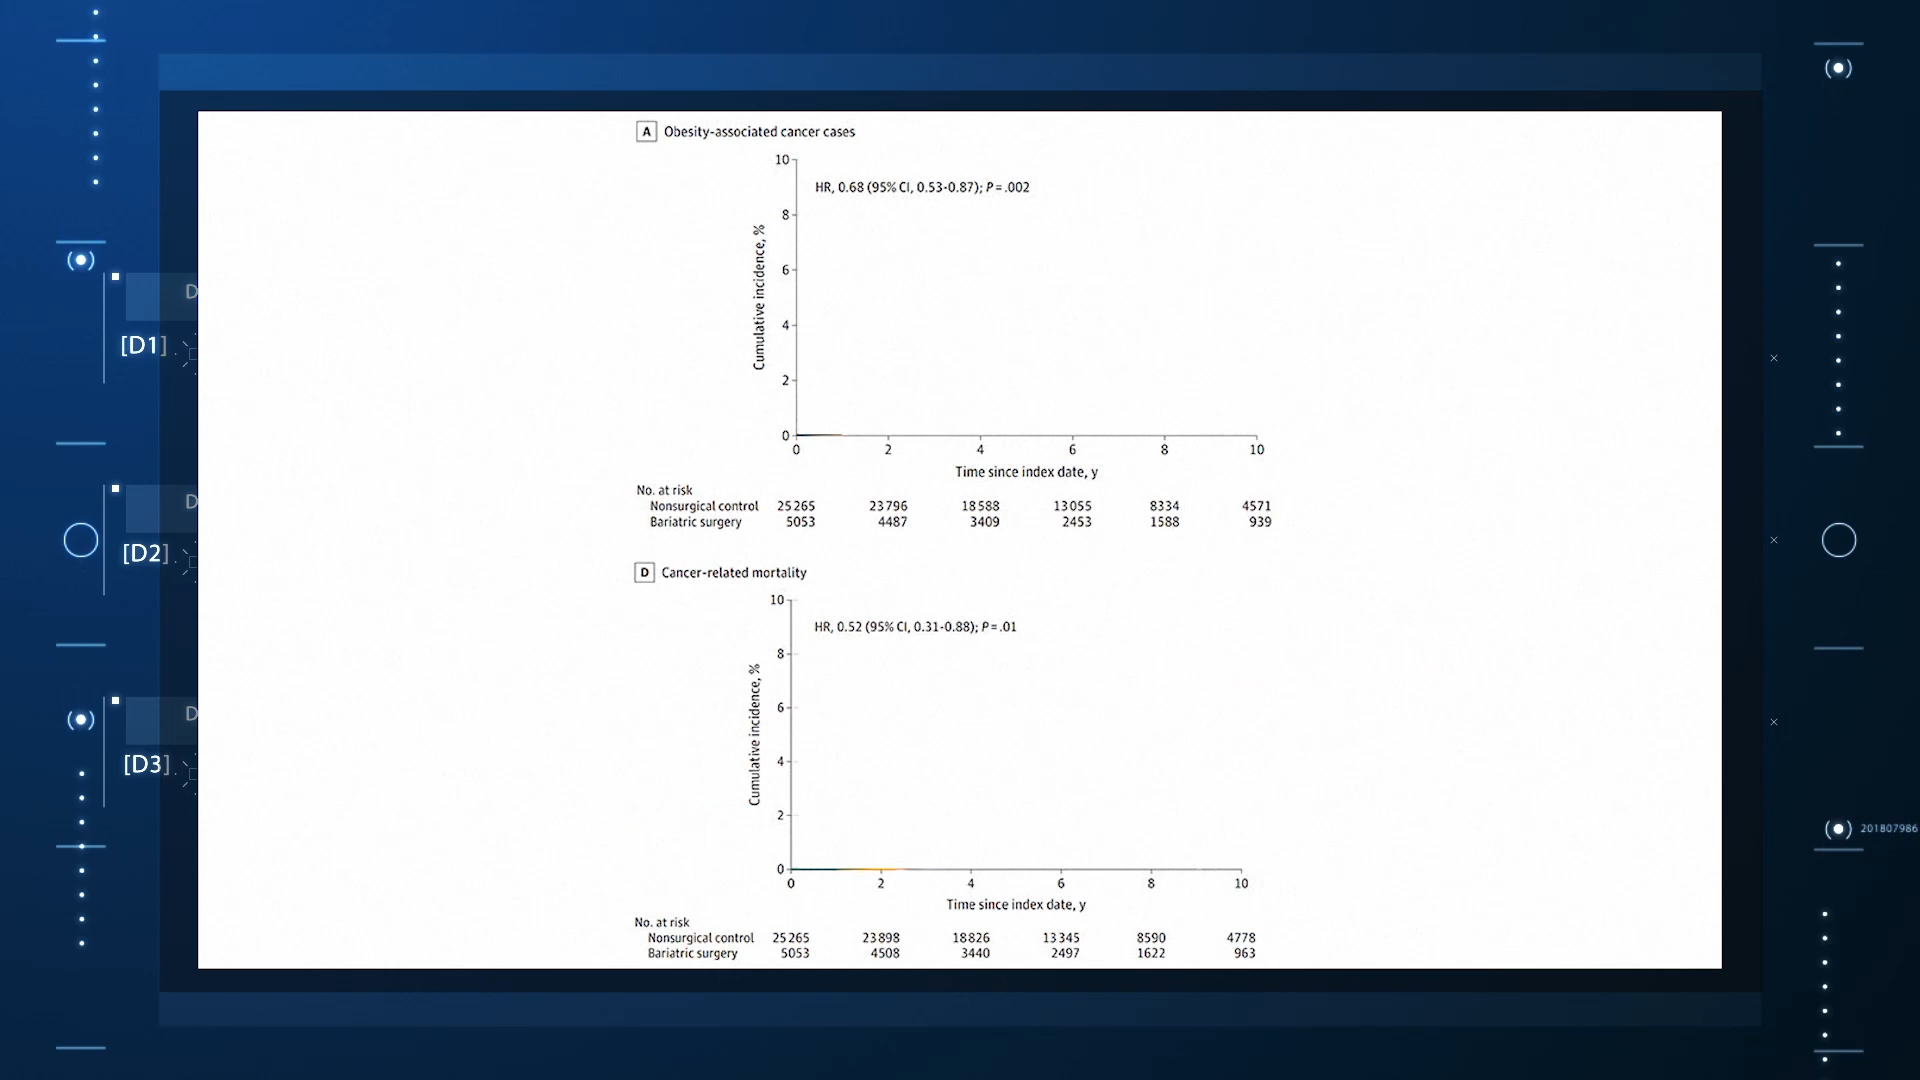 A Obesity-associated cancer cases
10
HR, 0.68 (95% CI, 0.53-0.87); P = .002
8
6
4
2
0
Cumulative incidence, %
0 2 4 6 8 10
Time since index date, y
No. at risk
Nonsurgical control 25265 23796 18588 13055 8334 4571
Bariatric surgery 5053 4487 3409 2453 1588 939
D Cancer-related mortality
10
HR, 0.52 (95% CI, 0.31-0.88); P = .01
8
6
4
2
0
Cumulative incidence, %
0 2 4 6 8 10
Time since index date, y
No. at risk
Nonsurgical control 25265 23898 18826 13345 8590 4778
Bariatric surgery 5053 4508 3440 2497 1622 963
D
[D1]
D
[D2]
D
[D3]
201807986